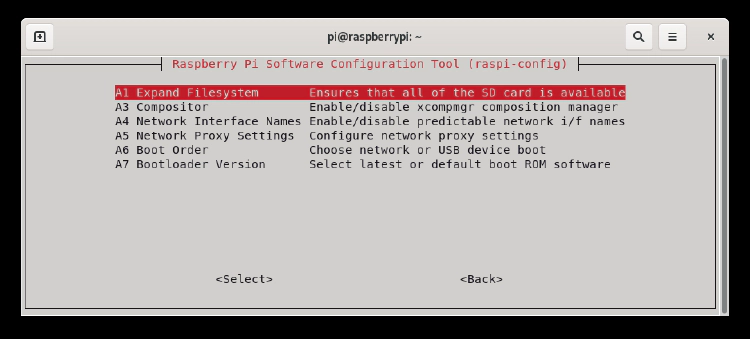 pi@raspberrypi: ~
Raspberry Pi Software Configuration Tool (raspi-config)
A1 Expand Filesystem Ensures that all of the SD card is available
A3 Compositor Enable/disable xcompmgr composition manager
A4 Network Interface Names Enable/disable predictable network i/f names
A5 Network Proxy Settings Configure network proxy settings
A6 Boot Order Choose network or USB device boot
A7 Bootloader Version Select latest or default boot ROM software
<Select> <Back>